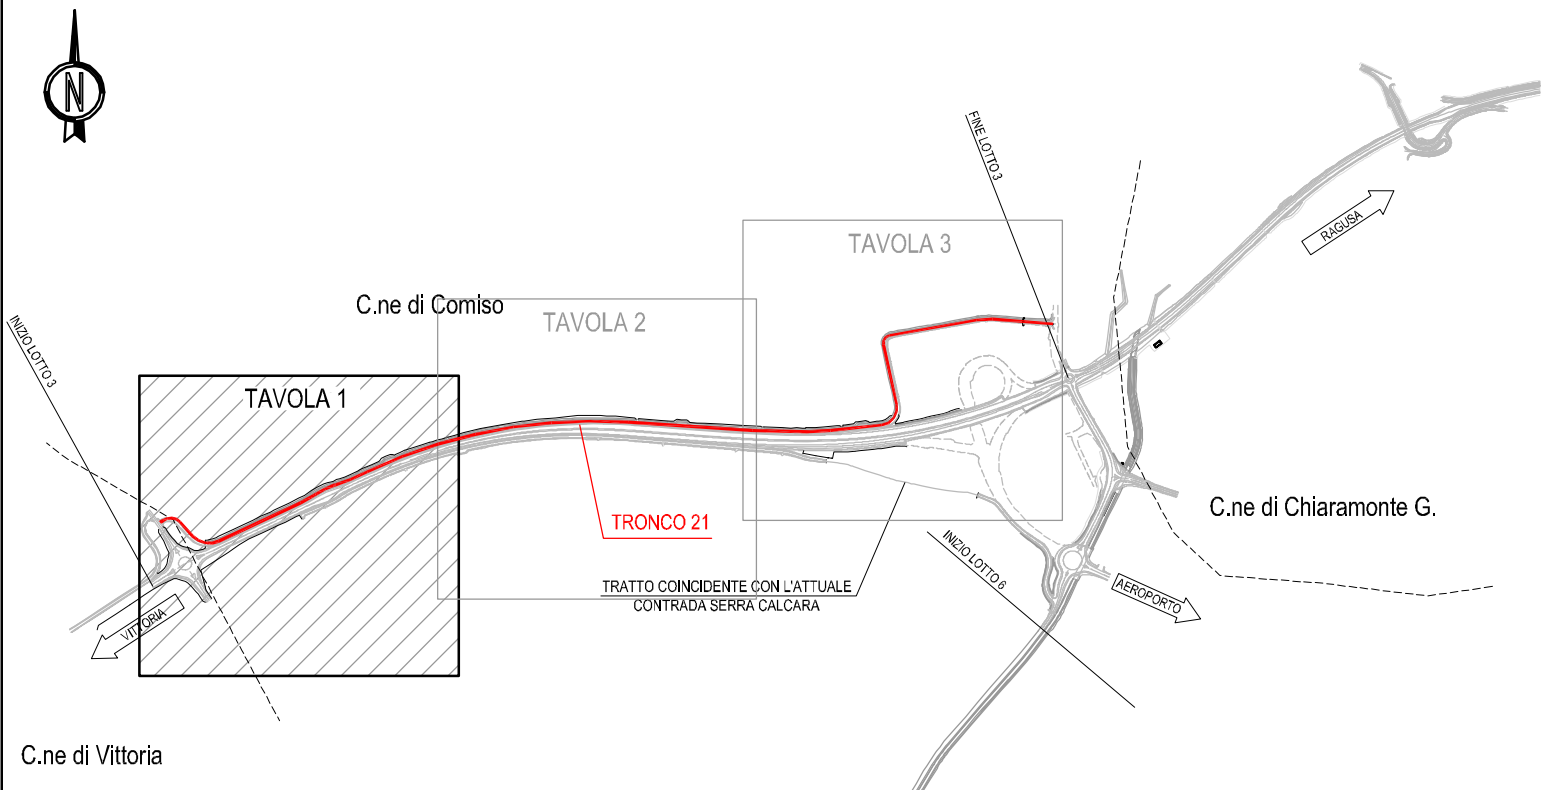 N
FINE LOTTO 3
RAGUSA
TAVOLA 3
C.ne di Comiso
TAVOLA 2
INIZIO LOTTO 3
TAVOLA 1
TRONCO 21
C.ne di Chiaramonte G.
INIZIO LOTTO 6
TRATTO COINCIDENTE CON L'ATTUALE
CONTRADA SERRA CALCARA
AEROPORTO
VITTORIA
C.ne di Vittoria